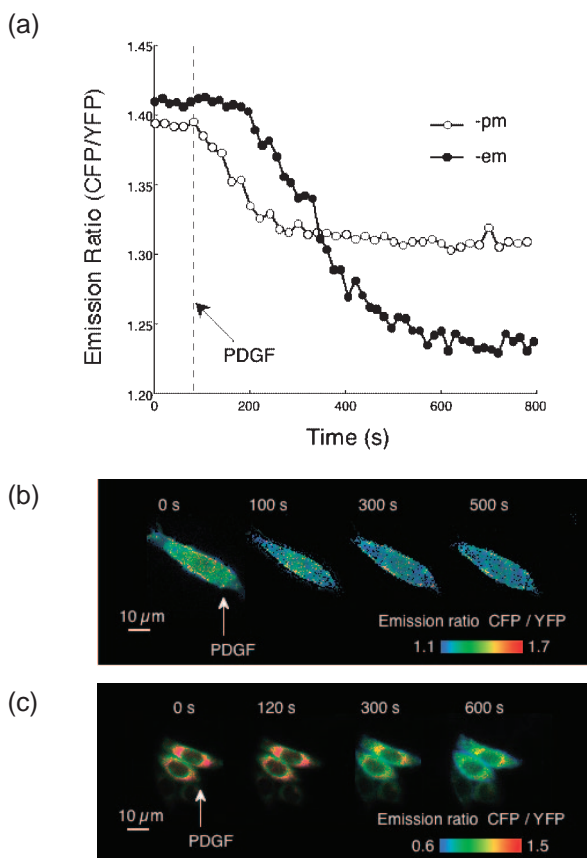 (a)
1.45
1.40
1.35
1.30
1.25
1.20
Emission Ratio (CFP/YFP)
-pm
-em
PDGF
0 200 400 600 800
Time (s)
(b)
0 s 100 s 300 s 500 s
10 µm
PDGF
Emission ratio CFP / YFP
1.1 1.7
(c)
0 s 120 s 300 s 600 s
10 µm
PDGF
Emission ratio CFP / YFP
0.6 1.5